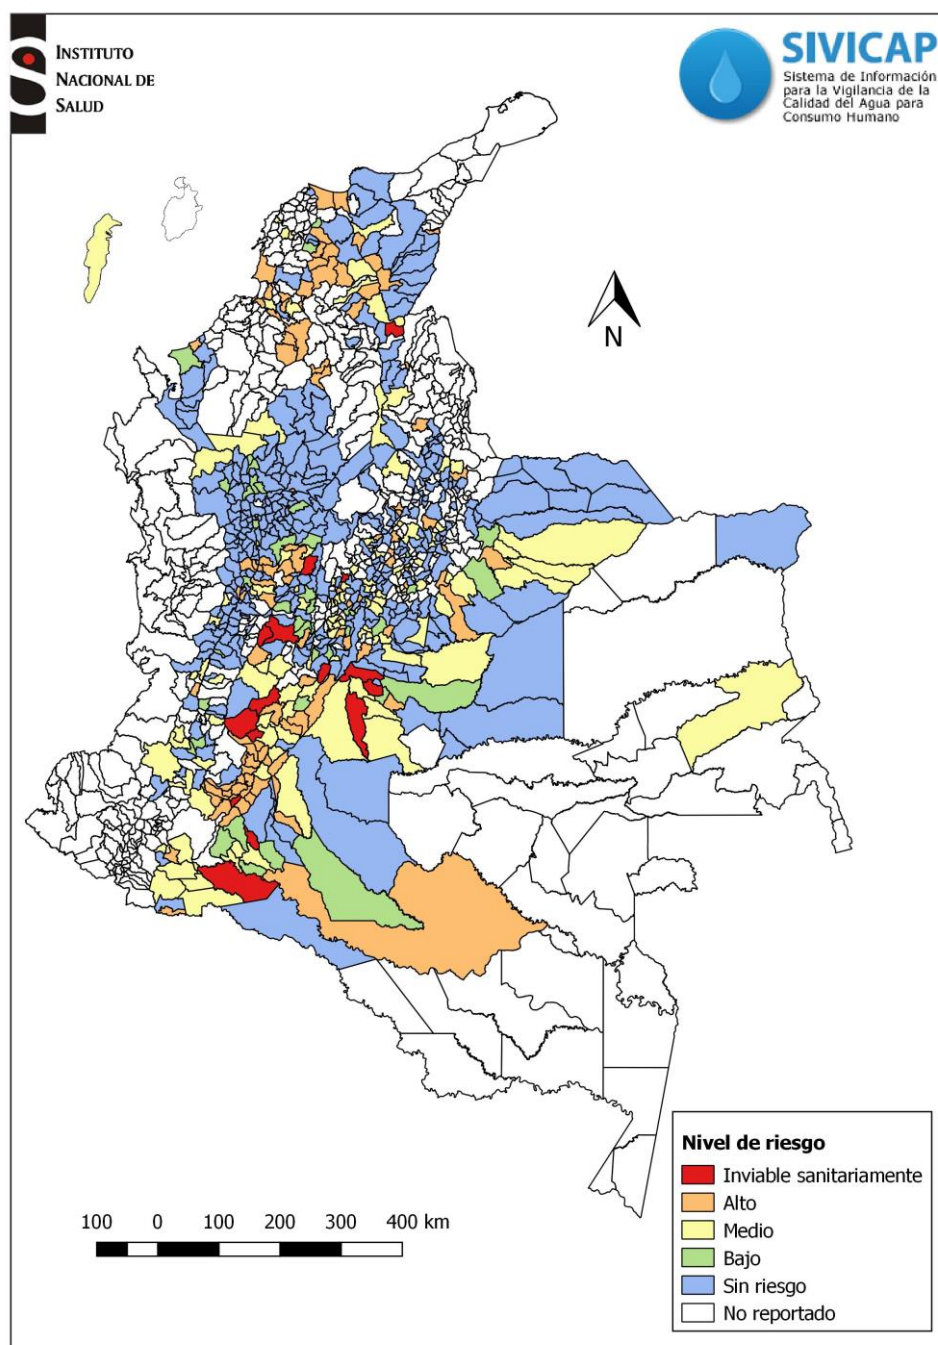 INSTITUTO
NACIONAL DE
SALUD
SIVICAP
Sistema de Información
para la Vigilancia de la
Calidad del Agua para
Consumo Humano
N
Nivel de riesgo
Inviable sanitariamente
Alto
Medio
Bajo
Sin riesgo
No reportado
100 0 100 200 300 400 km